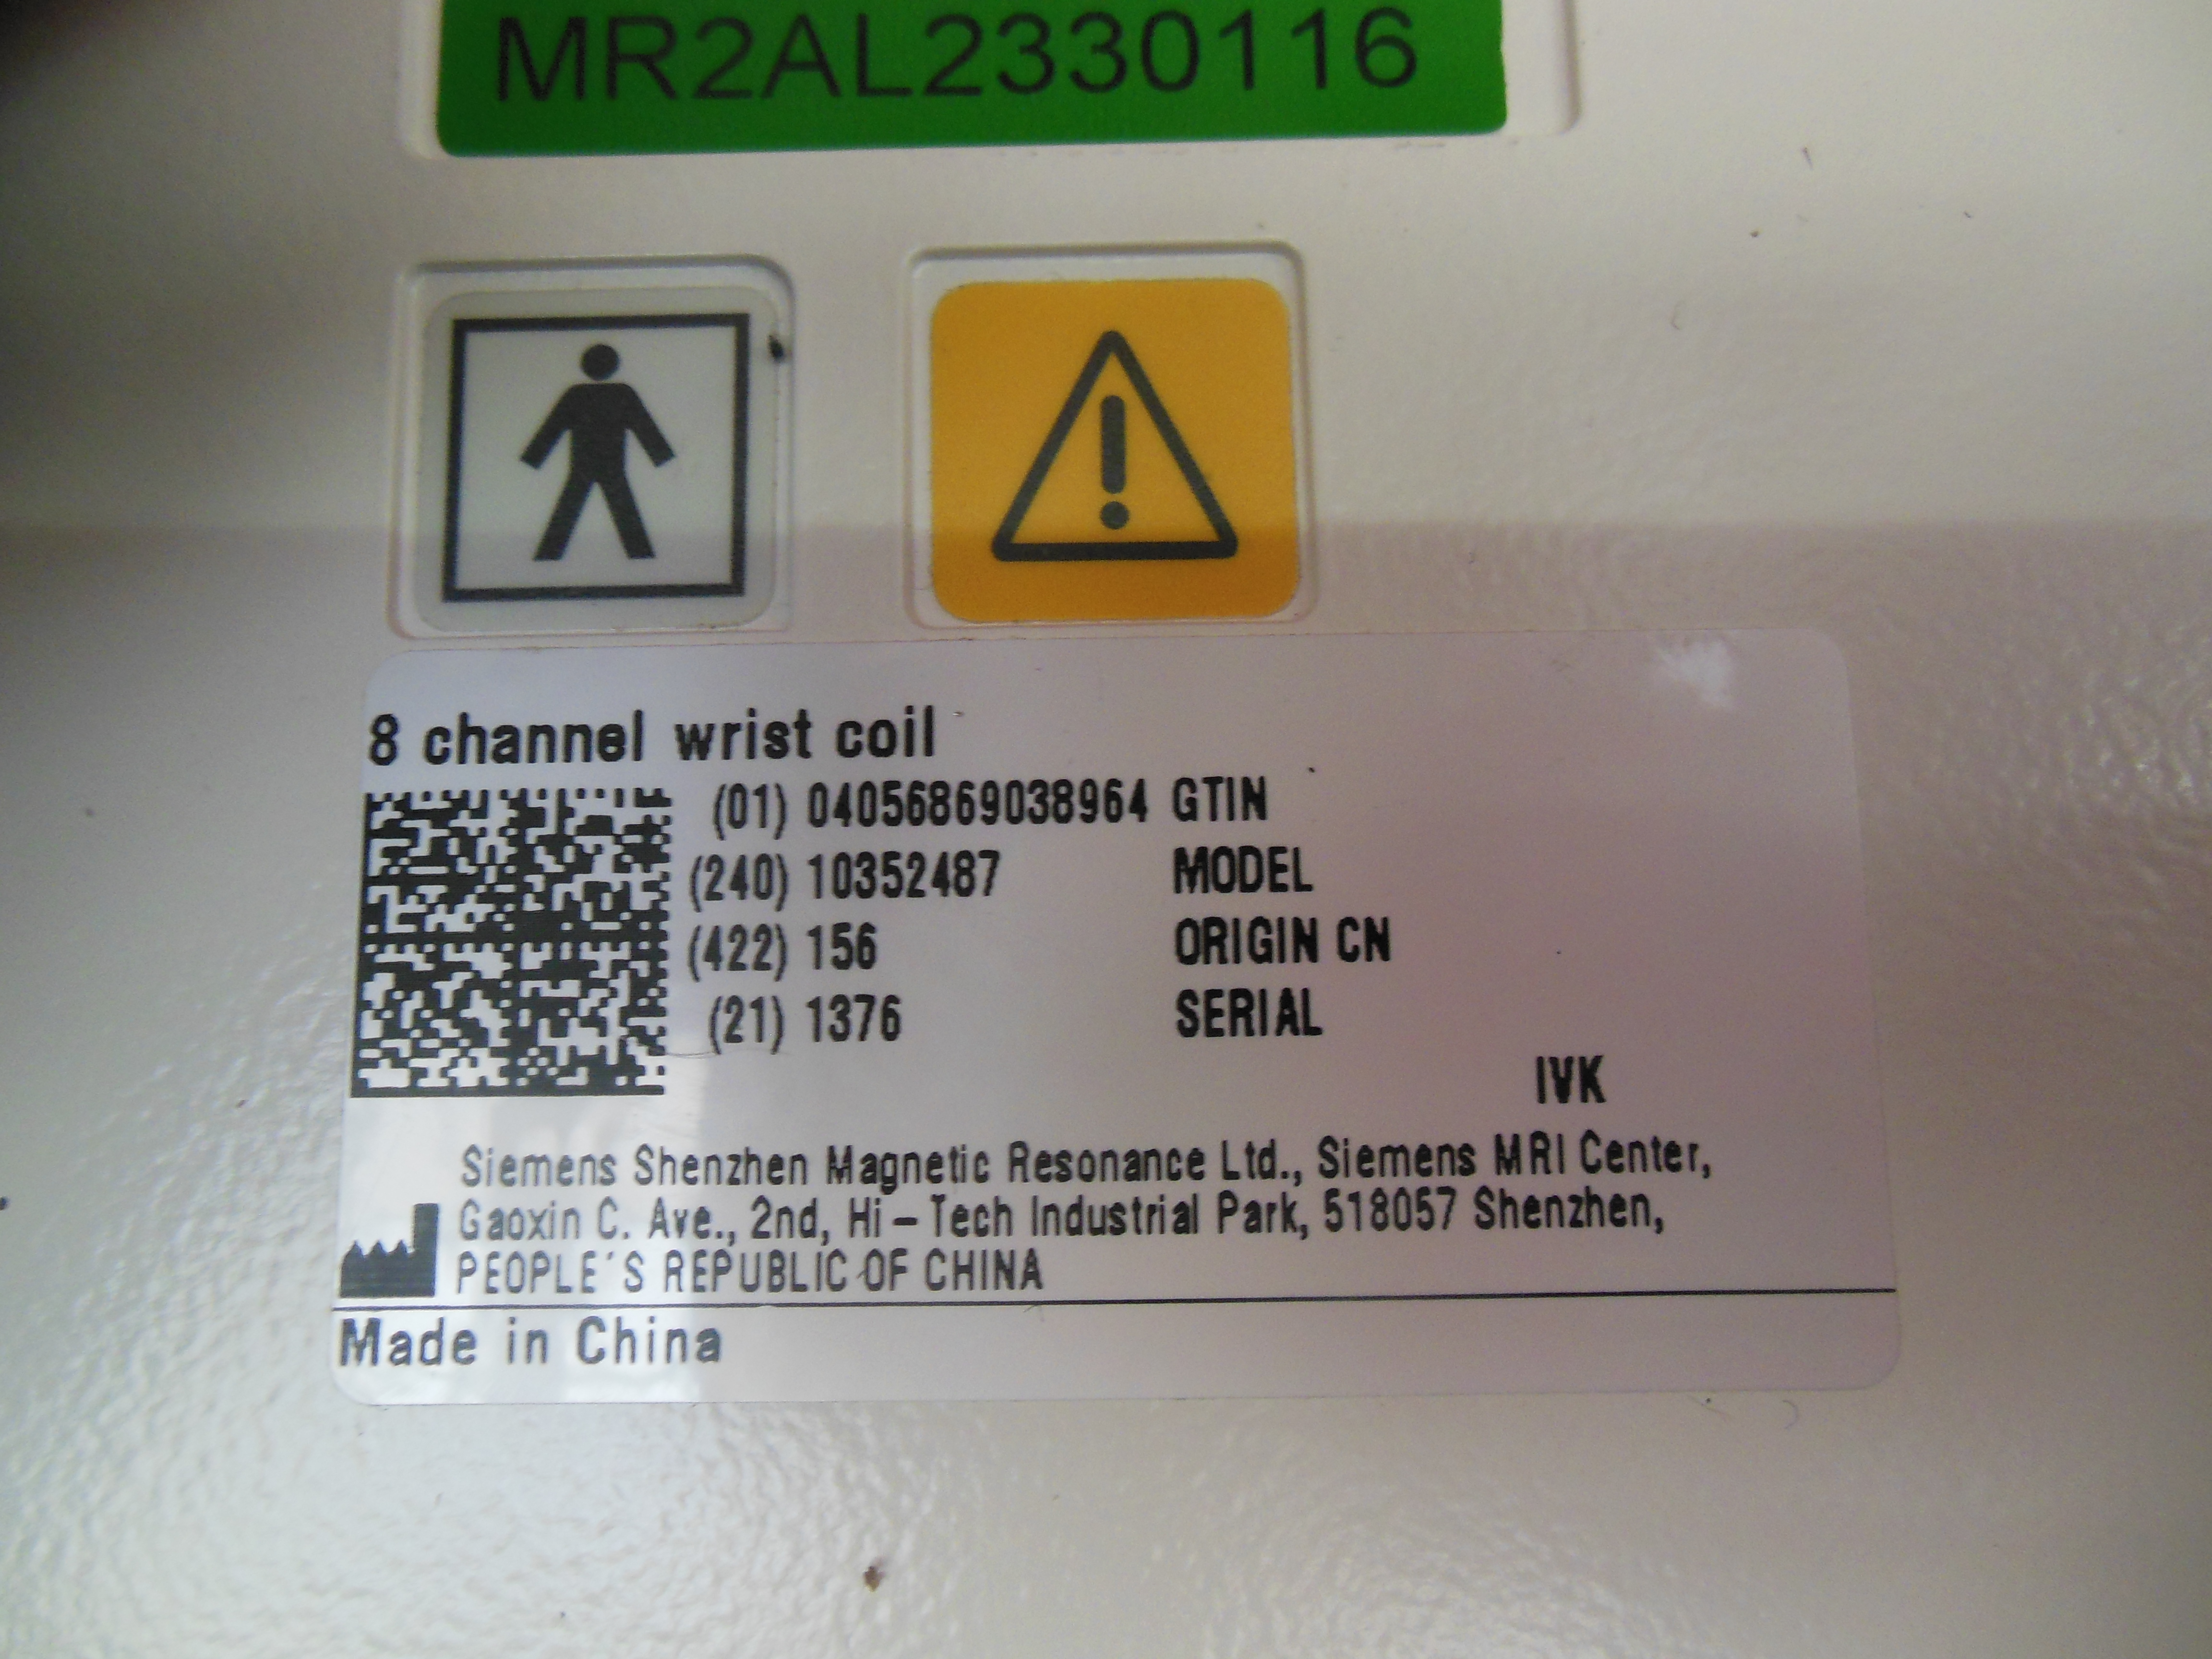 MR2AL2330116
8 channel wrist coil
(01) 04056869038964 GTIN
(240) 10352487 MODEL
(422) 156 ORIGIN CN
(21) 1376 SERIAL
IVK
Siemens Shenzhen Magnetic Resonance Ltd., Siemens MRI Center,
Gaoxin C. Ave., 2nd, Hi – Tech Industrial Park, 518057 Shenzhen,
PEOPLE´S REPUBLIC OF CHINA
Made in China